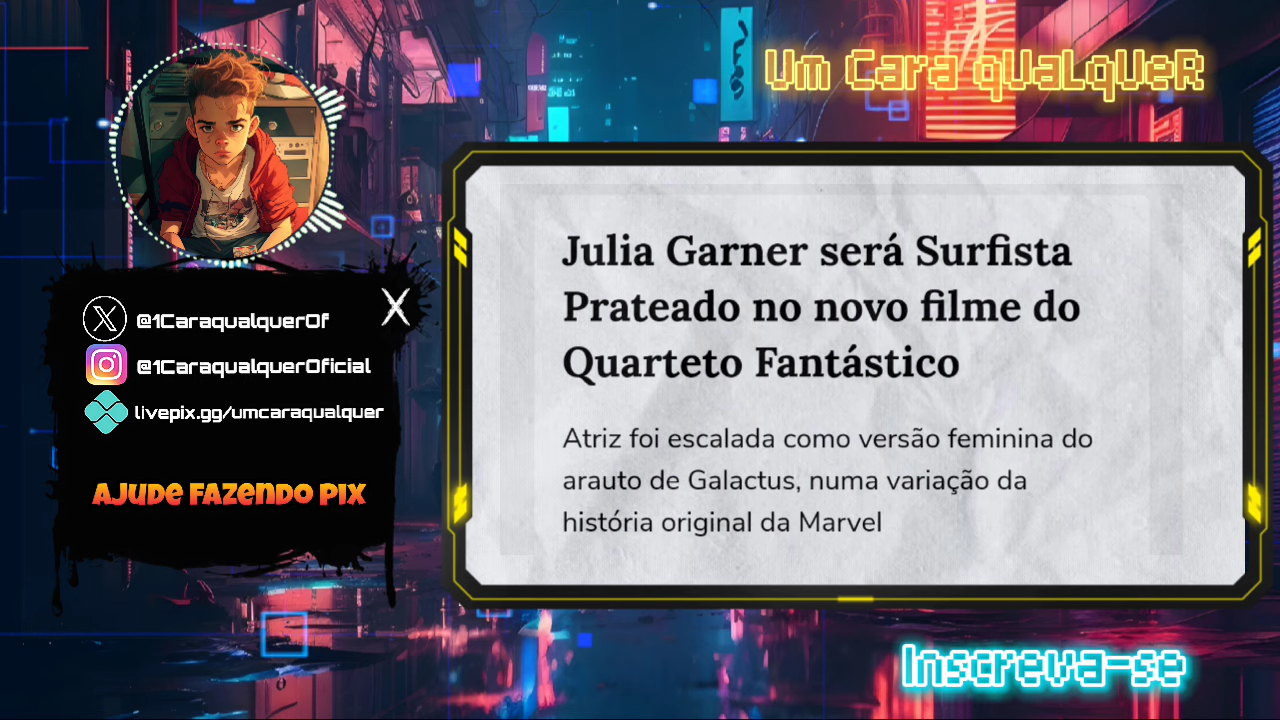 Um Cara qUaLqUeR
Julia Garner será Surfista
Prateado no novo filme do
Quarteto Fantástico
Atriz foi escalada como versão feminina do
arauto de Galactus, numa variação da
história original da Marvel
X
@1CaraqualquerOf
@1CaraqualquerOficial
livepix.gg/umcaraqualquer
Ajude Fazendo PIX
Inscreva-se